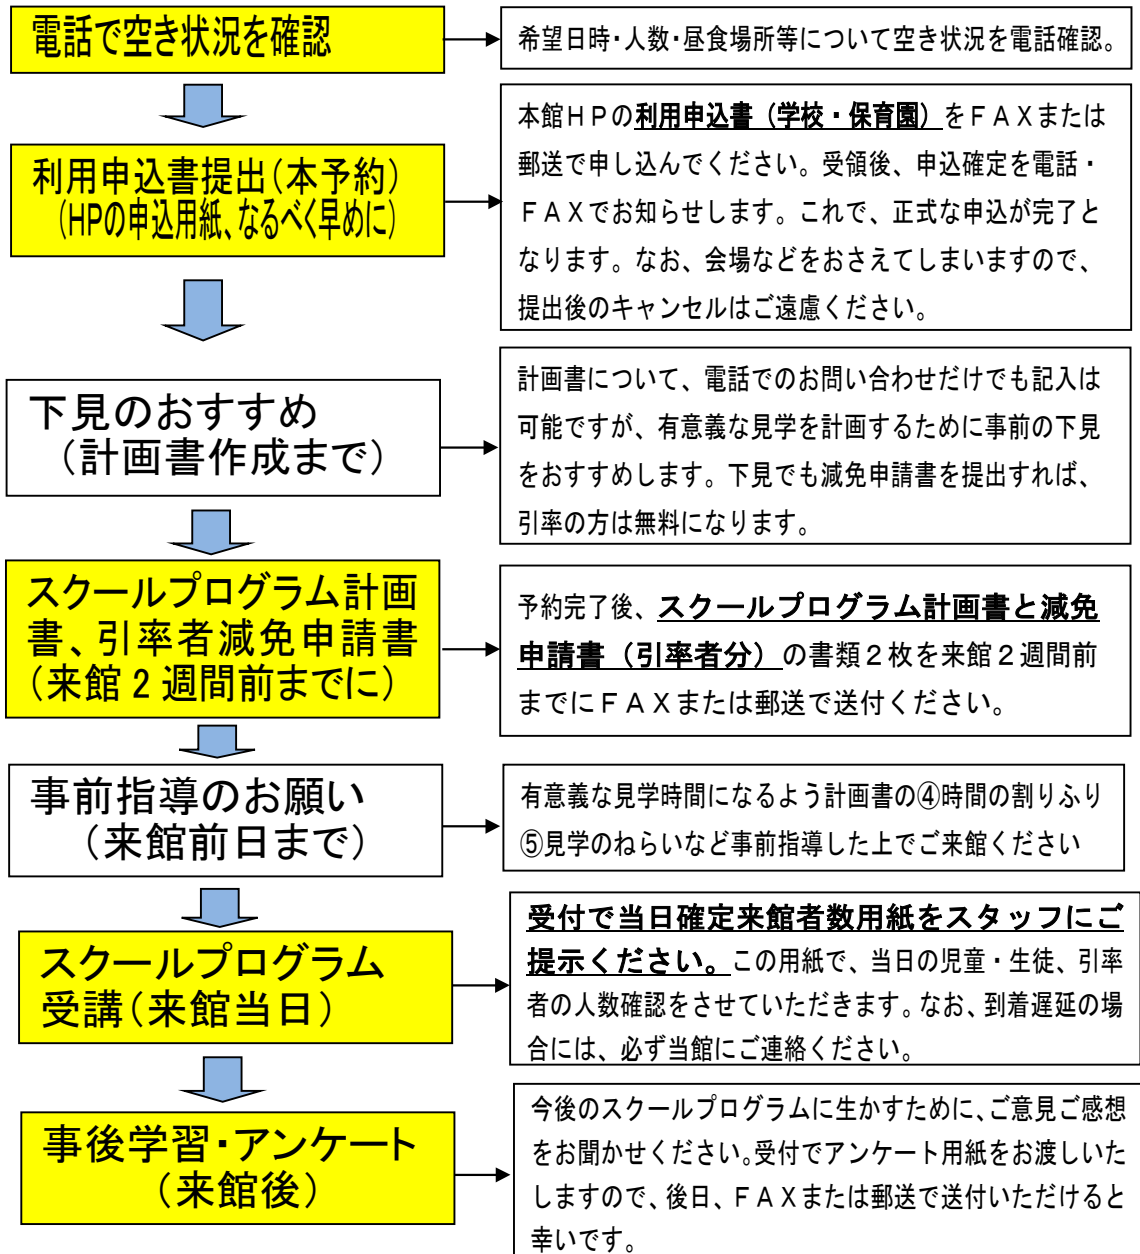 電話で空き状況を確認
希望日時・人数・昼食場所等について空き状況を電話確認。
利用申込書提出（本予約）
（HPの申込用紙、なるべく早めに）
本館ＨＰの利用申込書（学校・保育園）をＦＡＸまたは
郵送で申し込んでください。受領後、申込確定を電話・
ＦＡＸでお知らせします。これで、正式な申込が完了と
なります。なお、会場などをおさえてしまいますので、
提出後のキャンセルはご遠慮ください。
下見のおすすめ
（計画書作成まで）
計画書について、電話でのお問い合わせだけでも記入は
可能ですが、有意義な見学を計画するために事前の下見
をおすすめします。下見でも減免申請書を提出すれば、
引率の方は無料になります。
スクールプログラム計画
書、引率者減免申請書
（来館２週間前までに）
予約完了後、スクールプログラム計画書と減免
申請書（引率者分）の書類２枚を来館２週間前
までにＦＡＸまたは郵送で送付ください。
事前指導のお願い
（来館前日まで）
有意義な見学時間になるよう計画書の④時間の割りふり
⑤見学のねらいなど事前指導した上でご来館ください
スクールプログラム
受講（来館当日）
受付で当日確定来館者数用紙をスタッフにご
提示ください。この用紙で、当日の児童・生徒、引率
者の人数確認をさせていただきます。なお、到着遅延の場
合には、必ず当館にご連絡ください。
事後学習・アンケート
（来館後）
今後のスクールプログラムに生かすために、ご意見ご感想
をお聞かせください。受付でアンケート用紙をお渡しいた
しますので、後日、ＦＡＸまたは郵送で送付いただけると
幸いです。